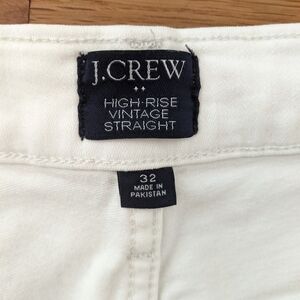 J.CREW
HIGH-RISE
VINTAGE
STRAIGHT
32
MADE IN
PAKISTAN